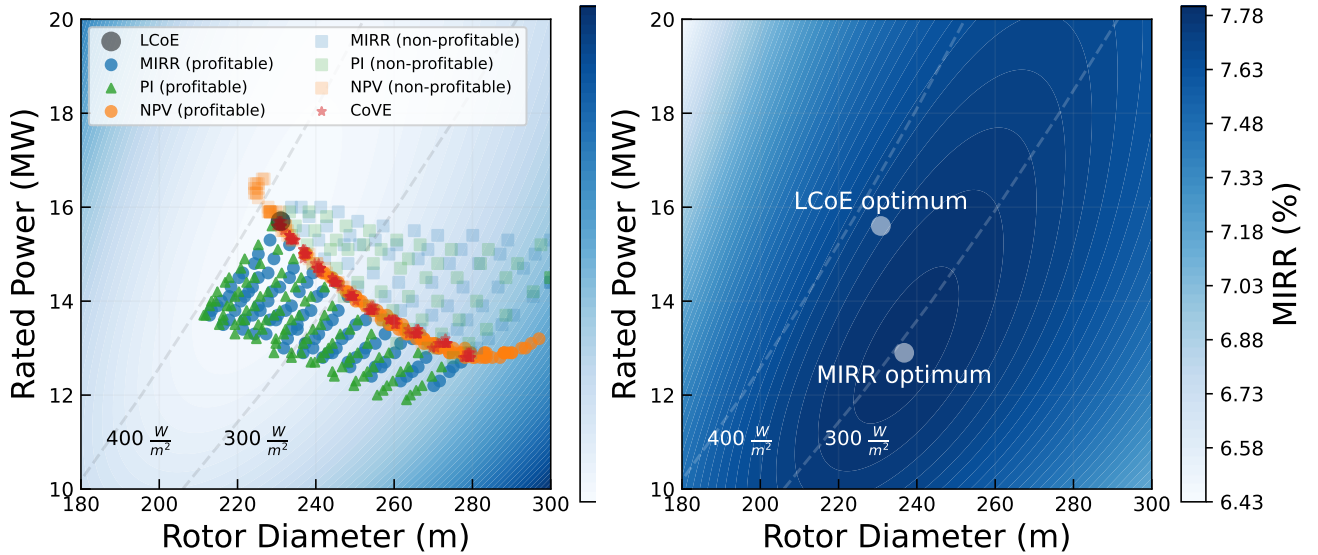 20
18
16
14
12
10
Rated Power (MW)
LCoE
MIRR (profitable)
PI (profitable)
NPV (profitable)
MIRR (non-profitable)
PI (non-profitable)
NPV (non-profitable)
CoVE
400 W/m²
300 W/m²
180 200 220 240 260 280 300
Rotor Diameter (m)
20
18
16
14
12
10
Rated Power (MW)
LCoE optimum
MIRR optimum
400 W/m²
300 W/m²
180 200 220 240 260 280 300
Rotor Diameter (m)
7.78
7.63
7.48
7.33
7.18
7.03
6.88
6.73
6.58
6.43
MIRR (%)